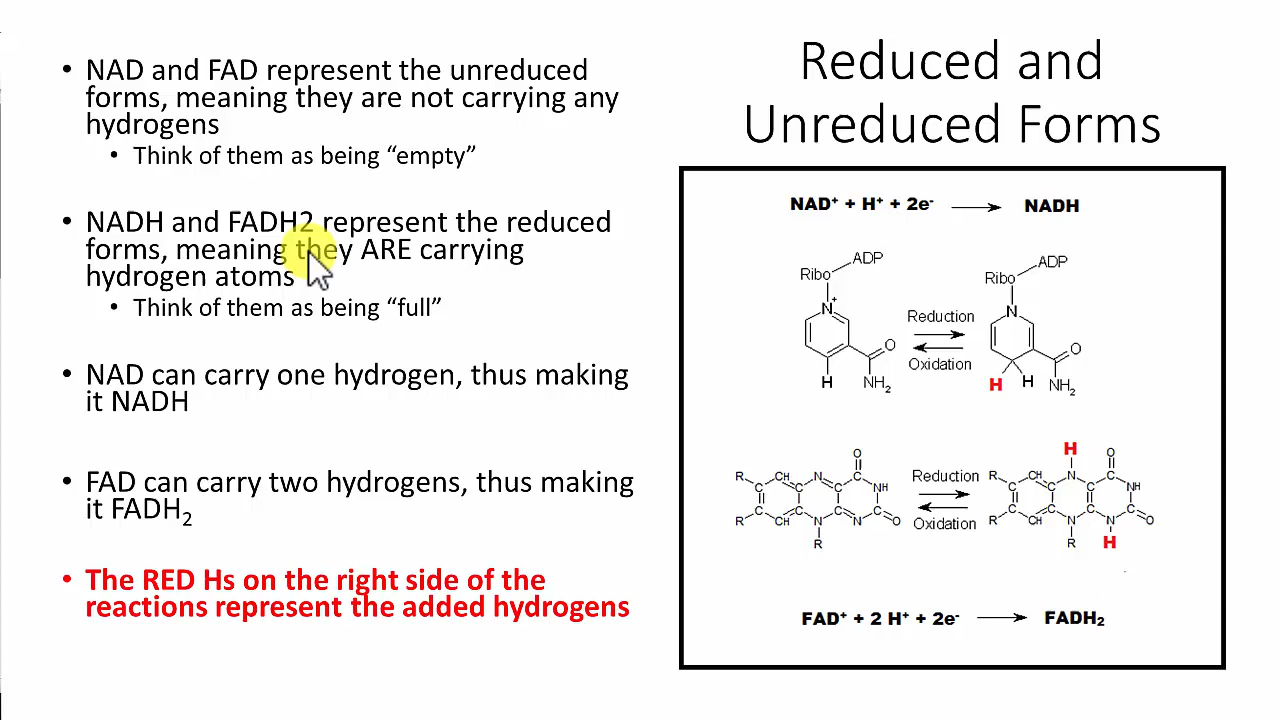 • NAD and FAD represent the unreduced
forms, meaning they are not carrying any
hydrogens
• Think of them as being “empty”
• NADH and FADH2 represent the reduced
forms, meaning they ARE carrying
hydrogen atoms
• Think of them as being “full”
• NAD can carry one hydrogen, thus making
it NADH
• FAD can carry two hydrogens, thus making
it FADH₂
• The RED Hs on the right side of the
reactions represent the added hydrogens
Reduced and
Unreduced Forms
NAD⁺ + H⁺ + 2e⁻ → NADH
Ribo ADP
N⁺
O
H NH₂
Reduction
Oxidation
Ribo ADP
N
O
H H NH₂
O
R CH N NH
R CH N N O
R
Reduction
Oxidation
H O
R CH N NH
R CH N N O
R H
FAD⁺ + 2 H⁺ + 2e⁻ → FADH₂